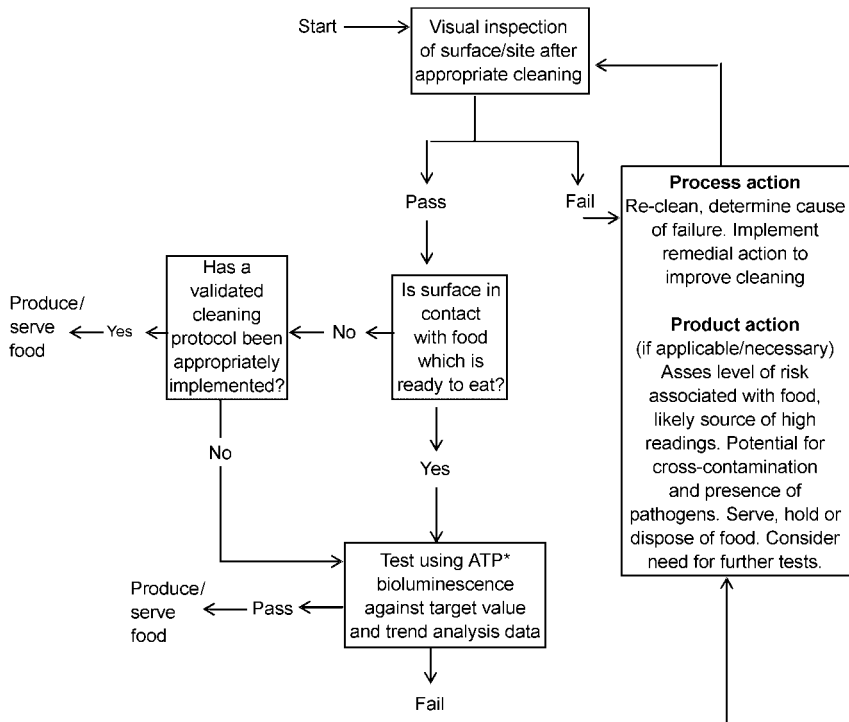 Start
Visual inspection
of surface/site after
appropriate cleaning
Pass
Fail
Process action
Re-clean, determine cause
of failure. Implement
remedial action to
improve cleaning
Product action
(if applicable/necessary)
Asses level of risk
associated with food,
likely source of high
readings. Potential for
cross-contamination
and presence of
pathogens. Serve, hold or
dispose of food. Consider
need for further tests.
Is surface in
contact
with food
which is
ready to eat?
No
Has a
validated
cleaning
protocol been
appropriately
implemented?
Yes
Produce/
serve
food
No
Yes
Test using ATP*
bioluminescence
against target value
and trend analysis data
Pass
Produce/
serve
food
Fail